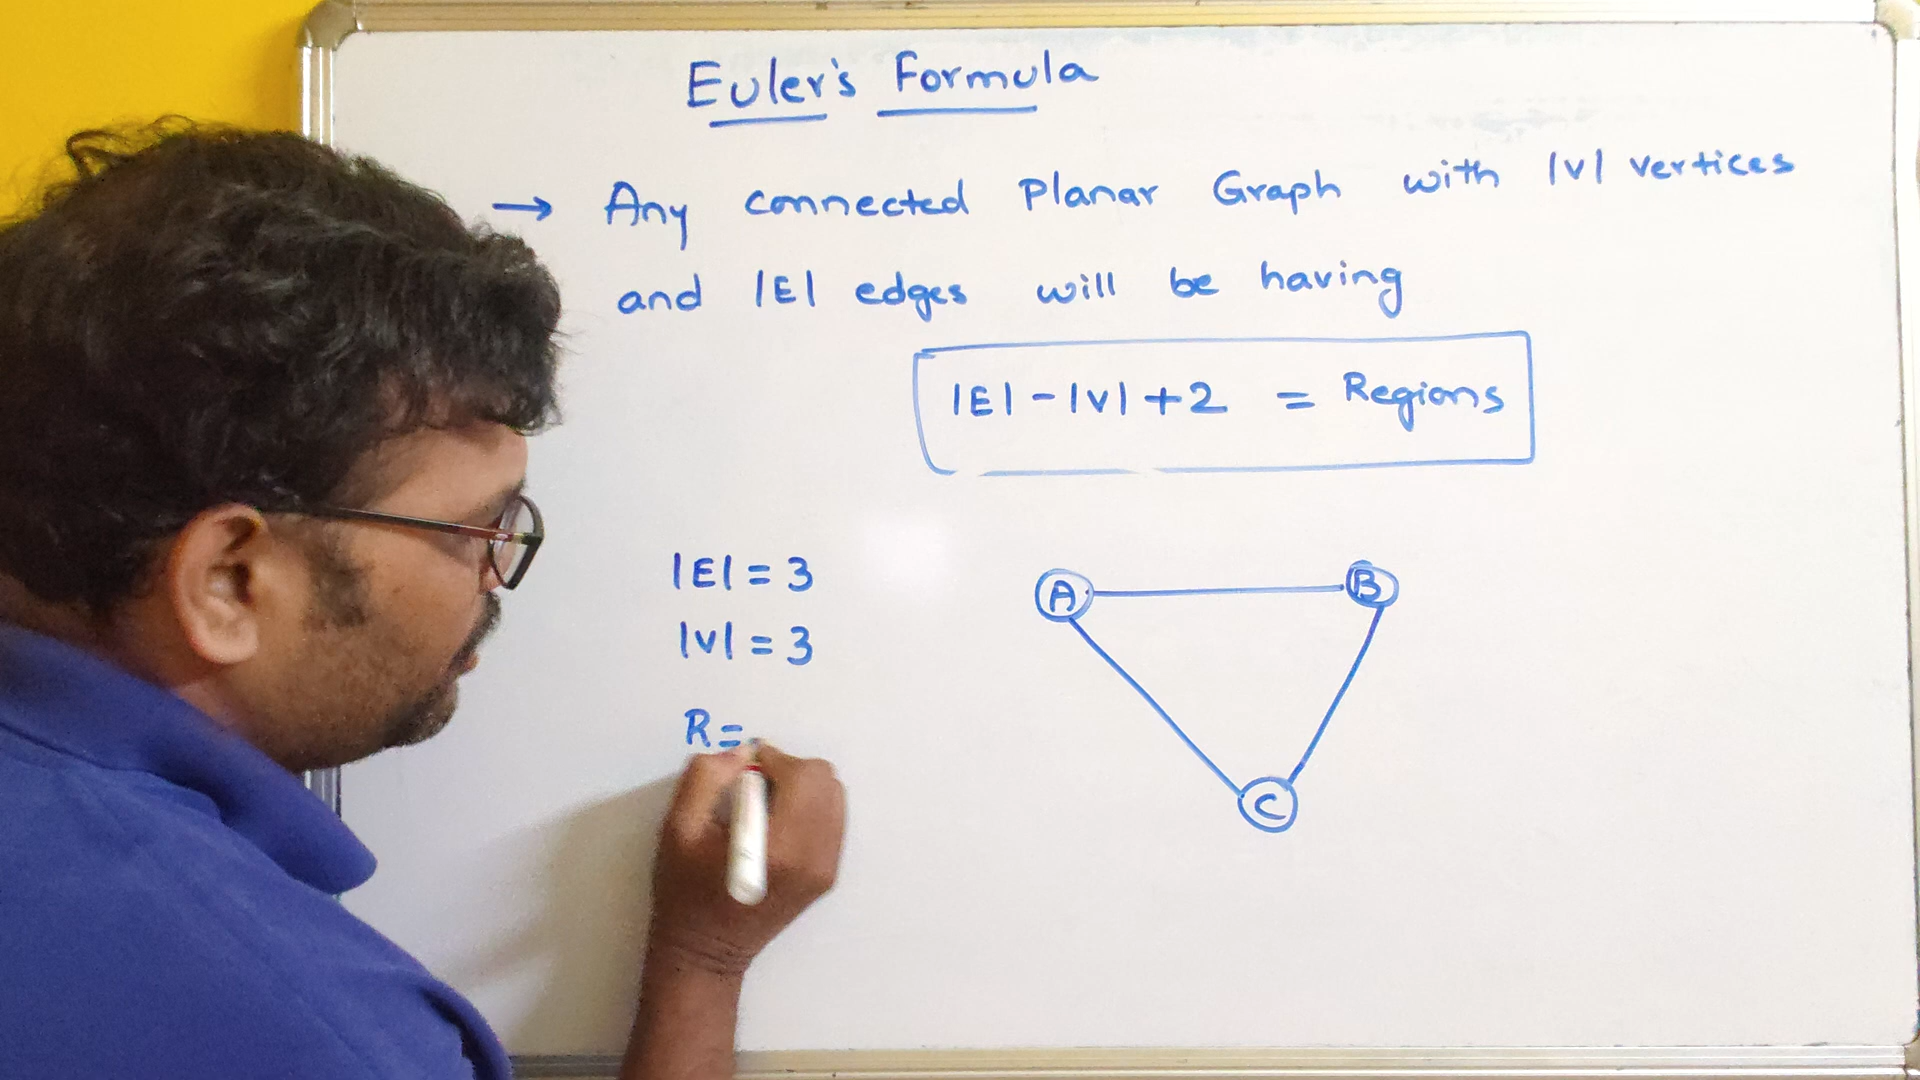 Euler's Formula
→ Any connected Planar Graph with |V| vertices
and |E| edges will be having
|E| - |V| + 2 = Regions
|E| = 3
|V| = 3
R =
A B
C